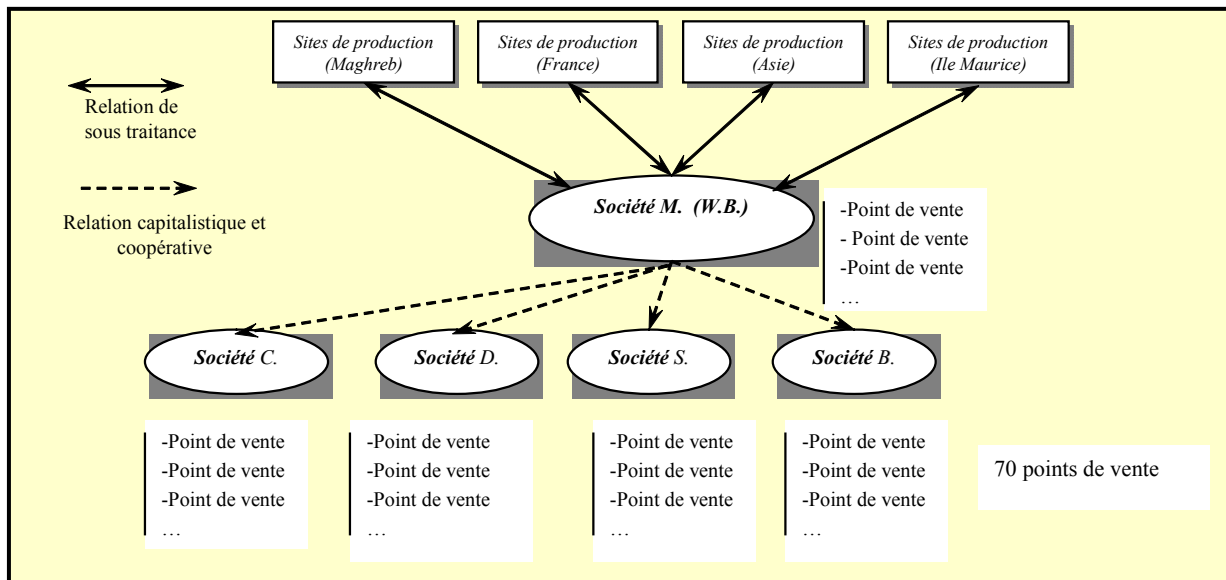 Sites de production
(Maghreb)
Sites de production
(France)
Sites de production
(Asie)
Sites de production
(Ile Maurice)
Relation de
sous traitance
Relation capitalistique et
coopérative
Société M. (W.B.)
-Point de vente
- Point de vente
-Point de vente
…
Société C.
Société D.
Société S.
Société B.
-Point de vente
-Point de vente
-Point de vente
…
-Point de vente
-Point de vente
-Point de vente
…
-Point de vente
-Point de vente
-Point de vente
…
-Point de vente
-Point de vente
-Point de vente
…
70 points de vente